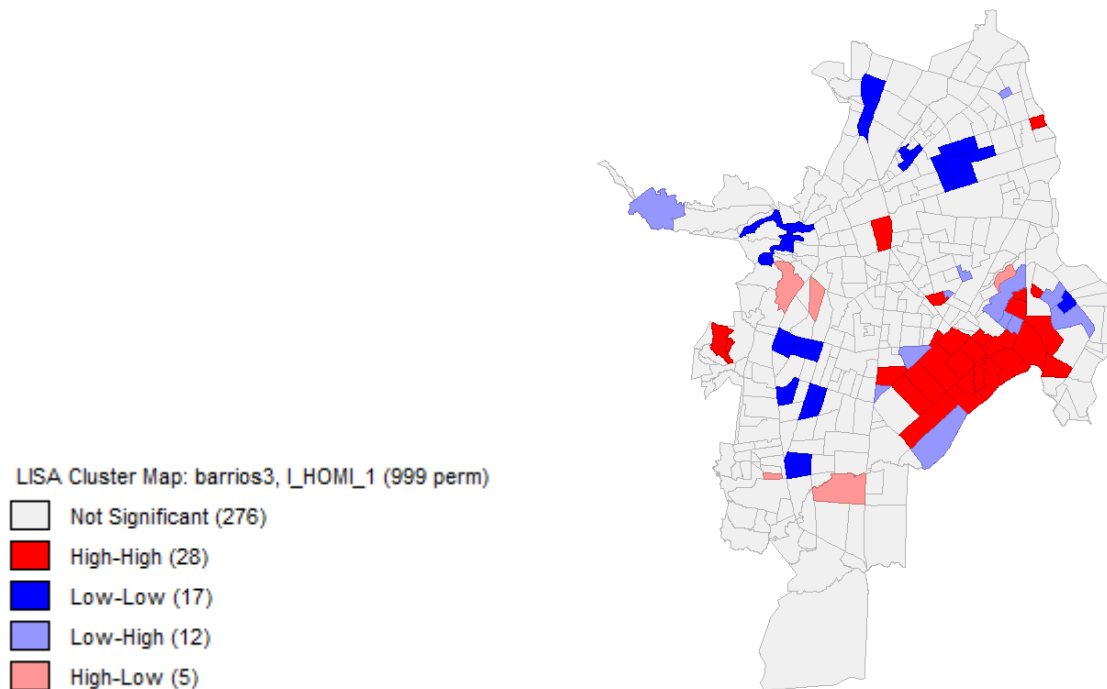 LISA Cluster Map: barrios3, I_HOMI_1 (999 perm)
Not Significant (276)
High-High (28)
Low-Low (17)
Low-High (12)
High-Low (5)